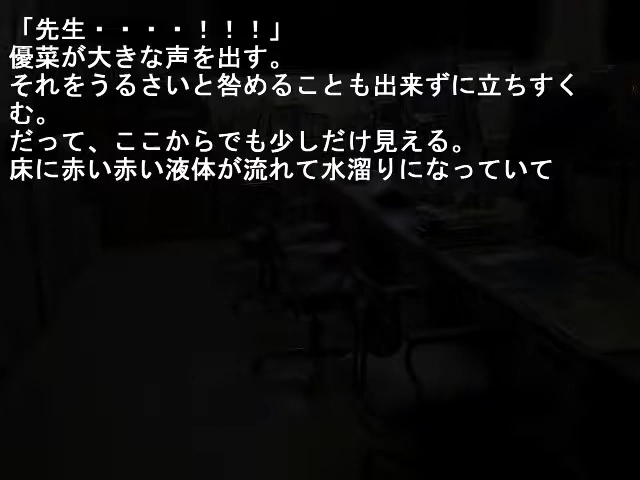 「先生・・・・！！！」
優菜が大きな声を出す。
それをうるさいと咎めることも出来ずに立ちすく
む。
だって、ここからでも少しだけ見える。
床に赤い赤い液体が流れて水溜りになっていて